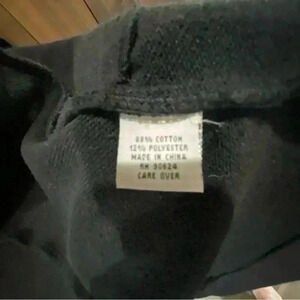 88% COTTON
12% POLYESTER
MADE IN CHINA
RN 90624
CARE OVER